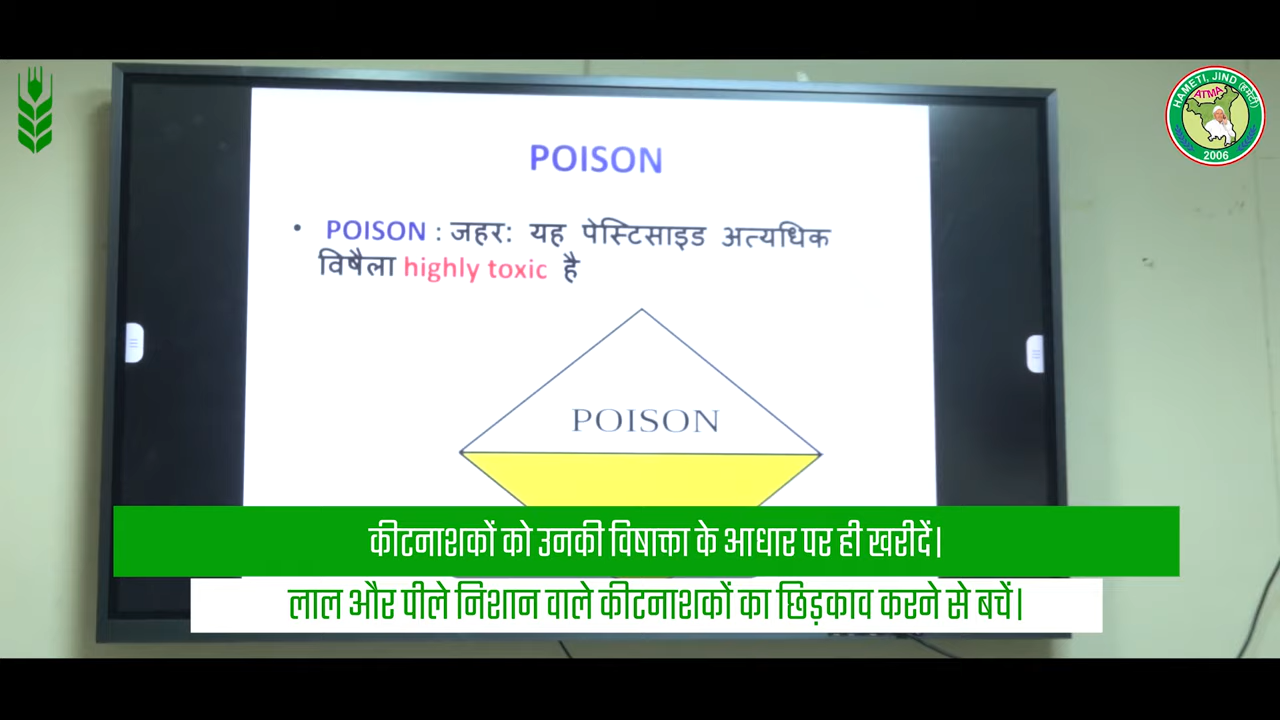 HAMETI, JIND (हमेटी)
ATMA
2006
POISON
• POISON : जहर: यह पेस्टिसाइड अत्यधिक
विषैला highly toxic है
POISON
कीटनाशकों को उनकी विषाक्ता के आधार पर ही खरीदें।
लाल और पीले निशान वाले कीटनाशकों का छिड़काव करने से बचें।